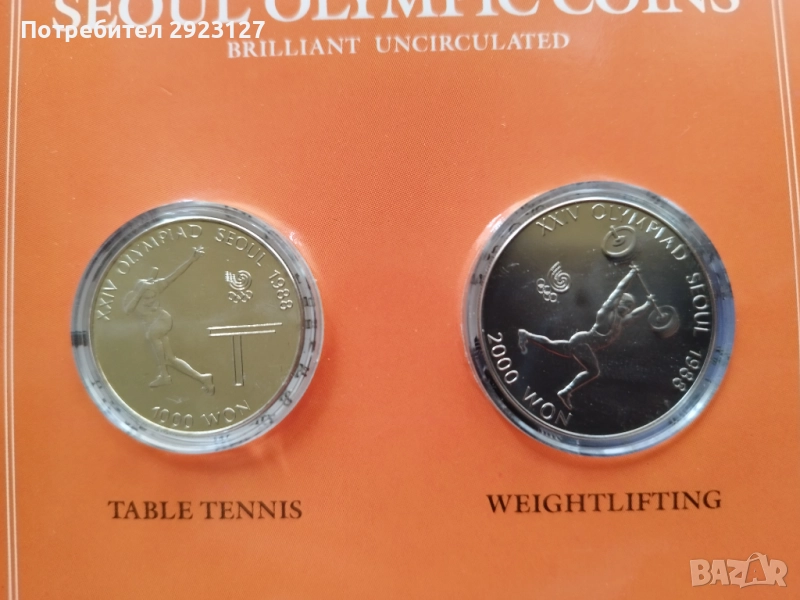 SEOUL OLYMPIC COINS
Потребител 2923127
BRILLIANT UNCIRCULATED
XXIV OLYMPIAD SEOUL 1988
1000 WON
XXIV OLYMPIAD SEOUL 1988
2000 WON
TABLE TENNIS
WEIGHTLIFTING
BAZAR